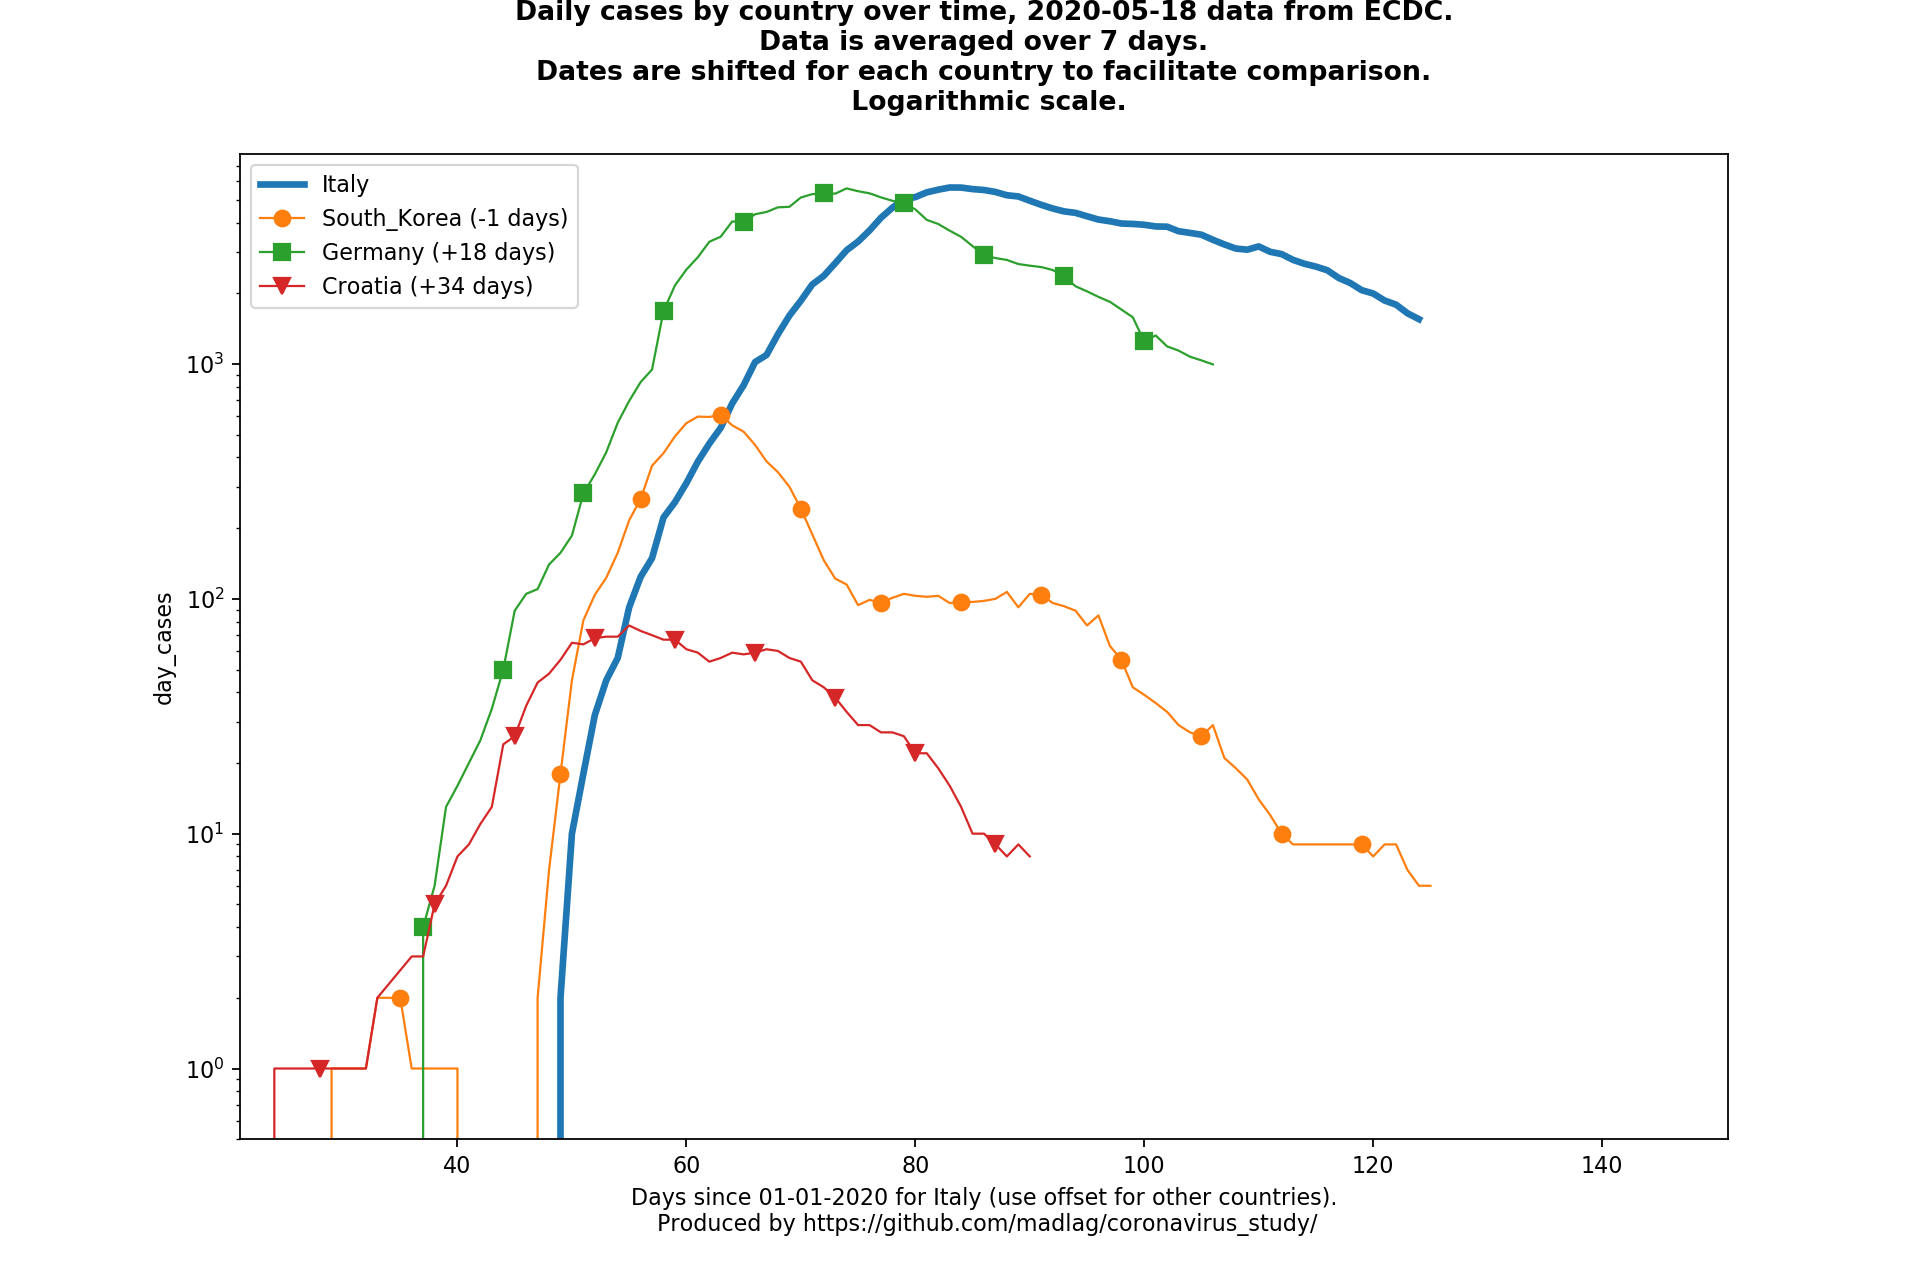 Daily cases by country over time, 2020-05-18 data from ECDC.
Data is averaged over 7 days.
Dates are shifted for each country to facilitate comparison.
Logarithmic scale.
Italy
South_Korea (-1 days)
Germany (+18 days)
Croatia (+34 days)
day_cases
10³
10²
10¹
10⁰
40 60 80 100 120 140
Days since 01-01-2020 for Italy (use offset for other countries).
Produced by https://github.com/madlag/coronavirus_study/